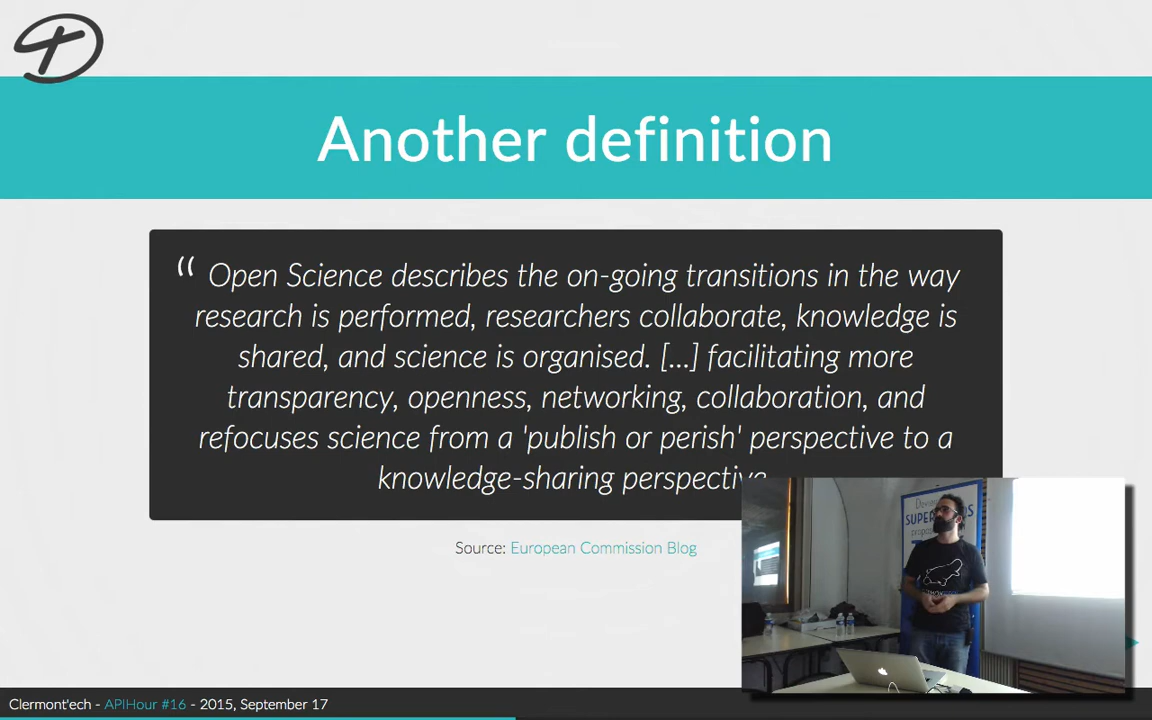 Another definition
“ Open Science describes the on-going transitions in the way
research is performed, researchers collaborate, knowledge is
shared, and science is organised. [...] facilitating more
transparency, openness, networking, collaboration, and
refocuses science from a 'publish or perish' perspective to a
knowledge-sharing perspective
Source: European Commission Blog
SUPER
Clermont'ech - APIHour #16 - 2015, September 17